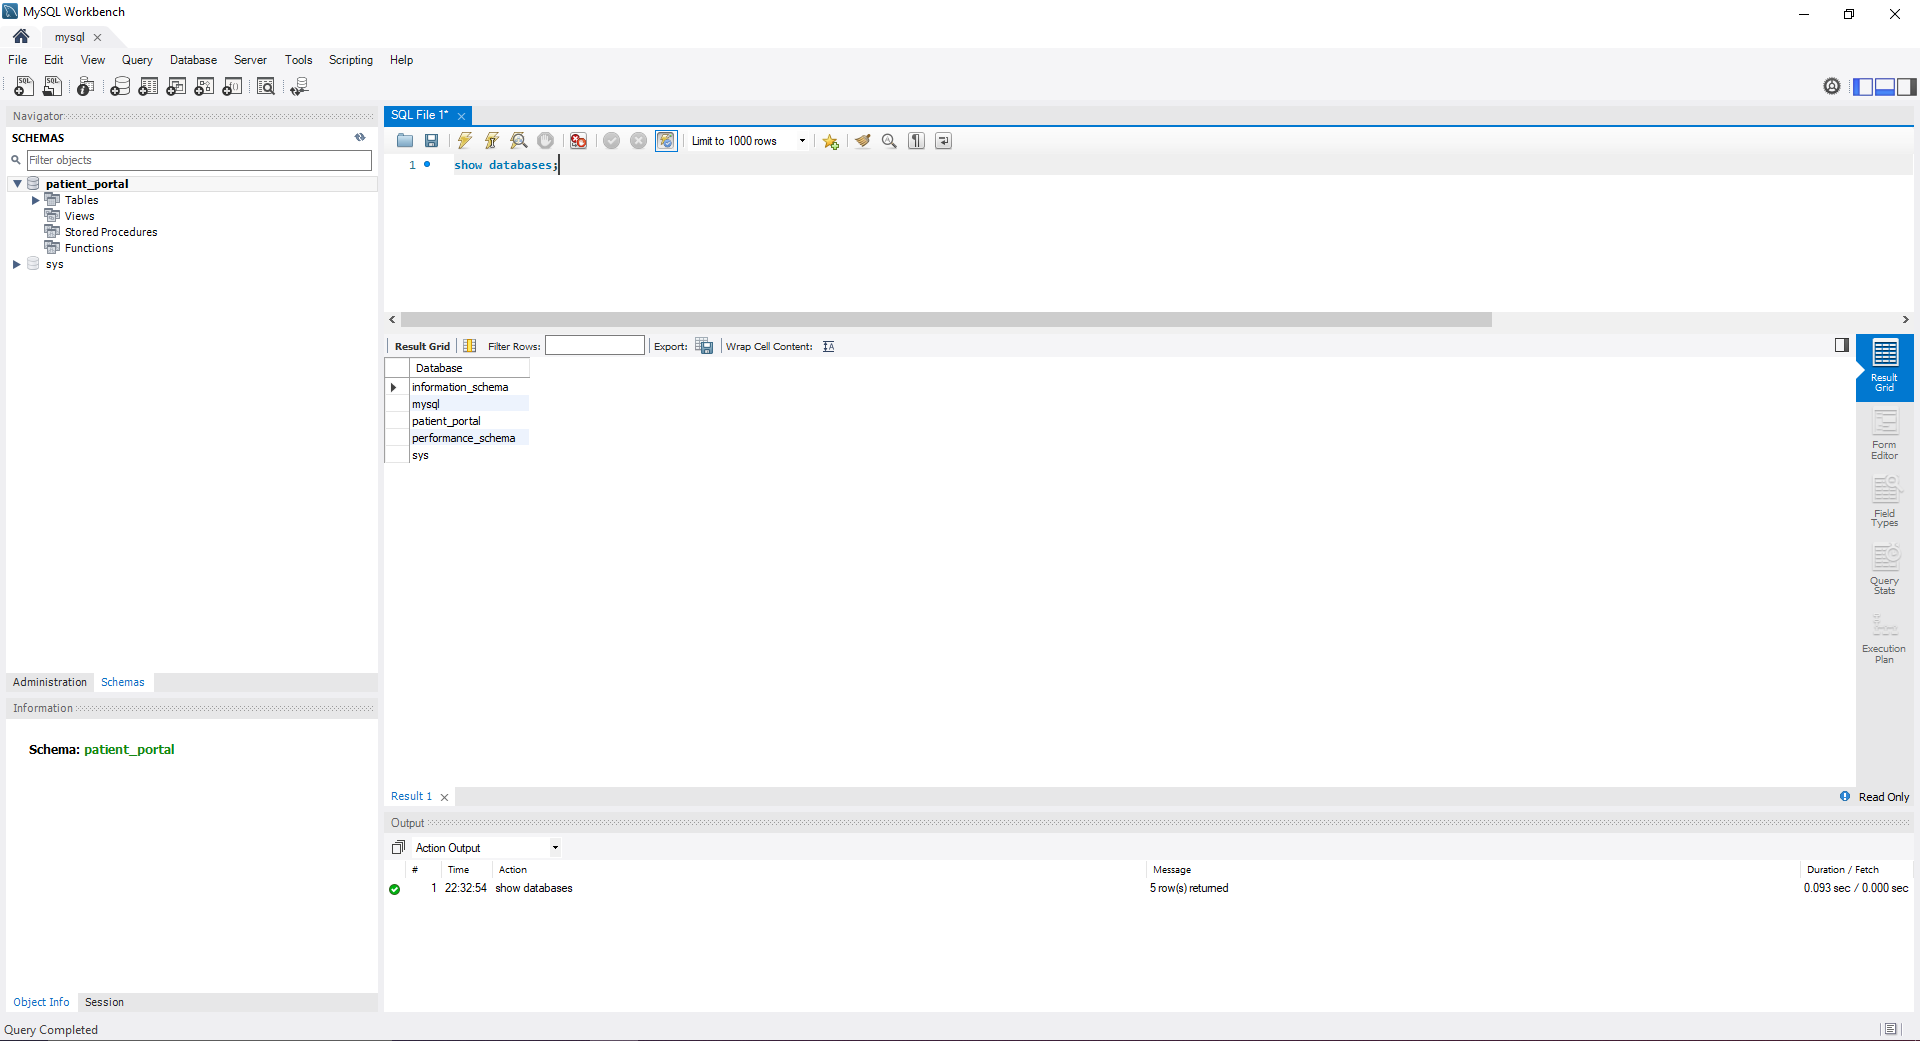 MySQL Workbench
mysql
File Edit View Query Database Server Tools Scripting Help
Navigator
SCHEMAS
Filter objects
patient_portal
Tables
Views
Stored Procedures
Functions
sys
Administration Schemas
Information
Schema: patient_portal
Object Info Session
SQL File 1*
Limit to 1000 rows
1 show databases;
Result Grid Filter Rows: Export: Wrap Cell Content:
Database
information_schema
mysql
patient_portal
performance_schema
sys
Result
Grid
Form
Editor
Field
Types
Query
Stats
Execution
Plan
Result 1
Read Only
Output
Action Output
# Time Action Message Duration / Fetch
1 22:32:54 show databases 5 row(s) returned 0.093 sec / 0.000 sec
Query Completed